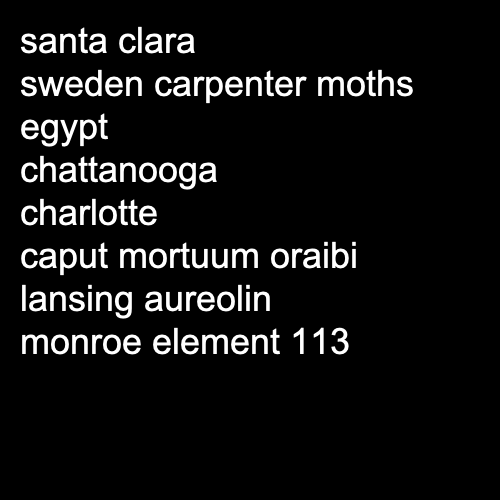 santa clara
sweden carpenter moths
egypt
chattanooga
charlotte
caput mortuum oraibi
lansing aureolin
monroe element 113